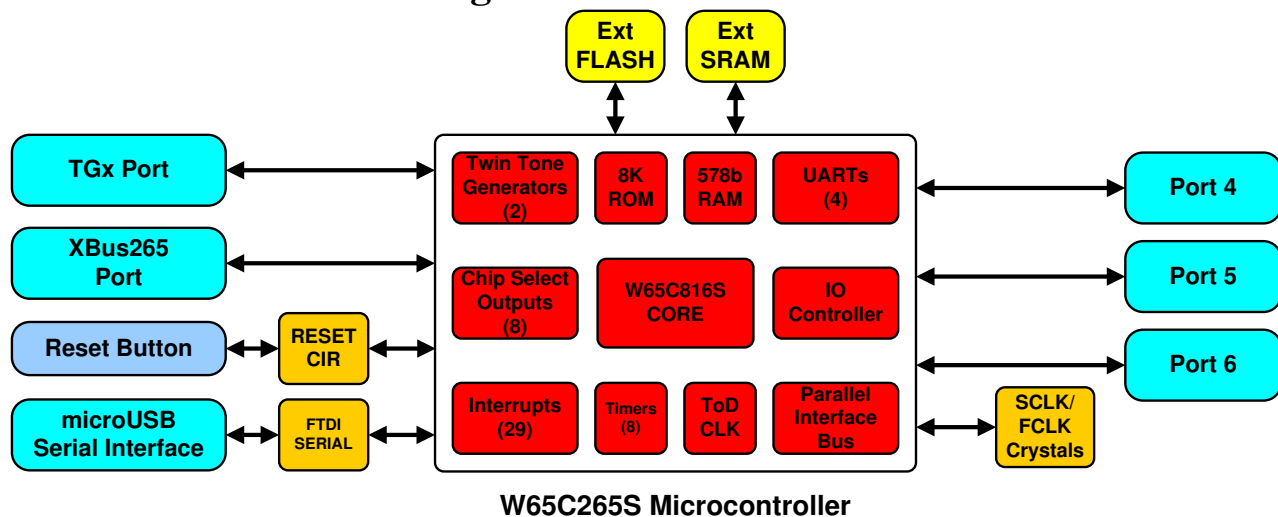 g
Ext
FLASH
Ext
SRAM
TGx Port
XBus265
Port
Reset Button
microUSB
Serial Interface
RESET
CIR
FTDI
SERIAL
Twin Tone
Generators
(2)
8K
ROM
578b
RAM
UARTs
(4)
Chip Select
Outputs
(8)
W65C816S
CORE
IO
Controller
Interrupts
(29)
Timers
(8)
ToD
CLK
Parallel
Interface
Bus
Port 4
Port 5
Port 6
SCLK/
FCLK
Crystals
W65C265S Microcontroller